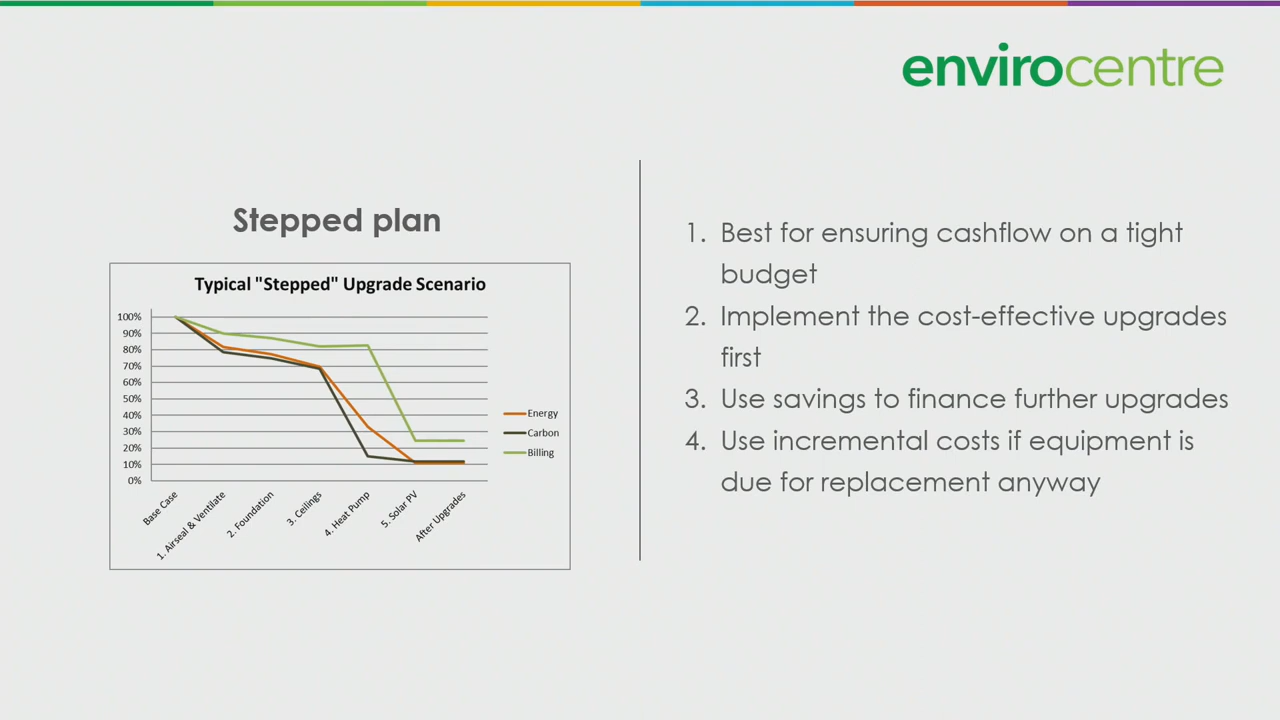 envirocentre
Stepped plan
Typical "Stepped" Upgrade Scenario
100%
90%
80%
70%
60%
50%
40%
30%
20%
10%
0%
Base Case
1. Airseal & Ventilate
2. Foundation
3. Ceilings
4. Heat Pump
5. Solar PV
After Upgrades
Energy
Carbon
Billing
1. Best for ensuring cashflow on a tight
budget
2. Implement the cost-effective upgrades
first
3. Use savings to finance further upgrades
4. Use incremental costs if equipment is
due for replacement anyway